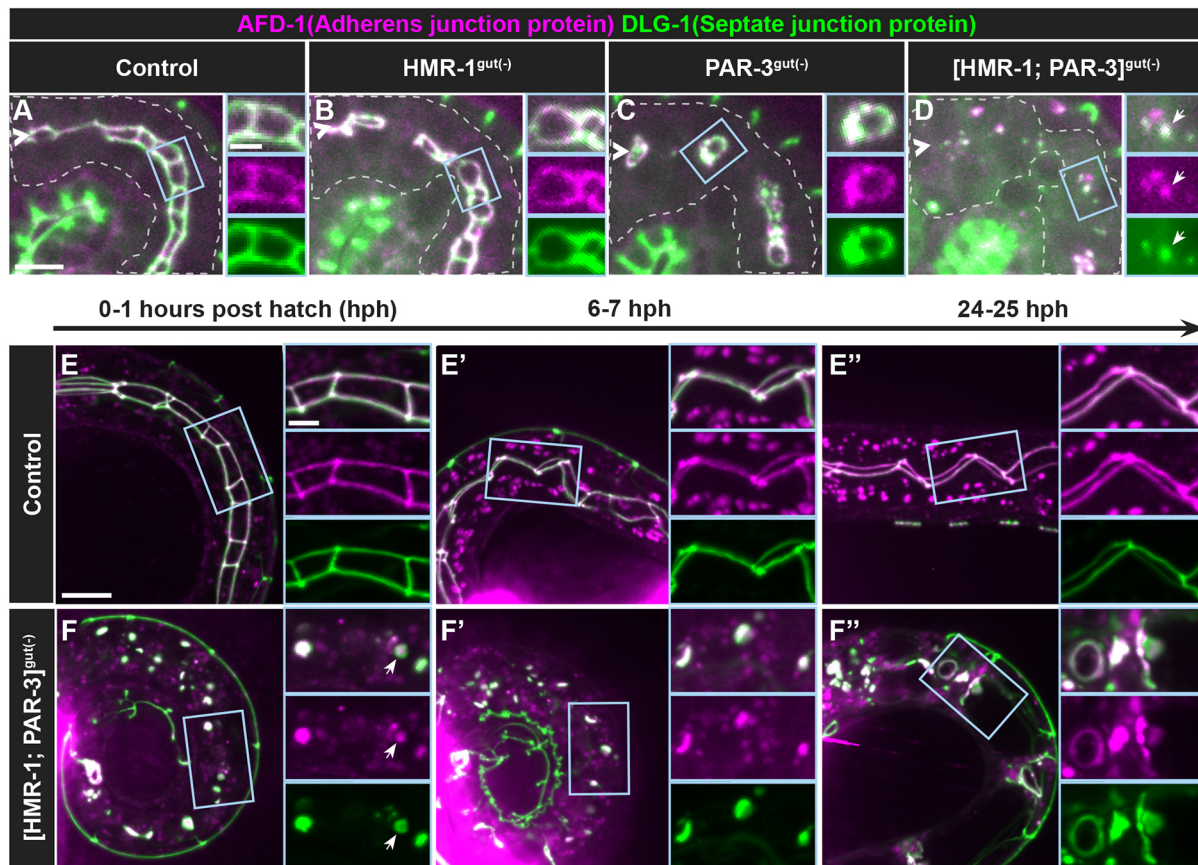 AFD-1(Adherens junction protein) DLG-1(Septate junction protein)
Control
HMR-1gut(-)
PAR-3gut(-)
[HMR-1; PAR-3]gut(-)
A
B
C
D
0-1 hours post hatch (hph)
6-7 hph
24-25 hph
Control
E
E’
E’’
[HMR-1; PAR-3]gut(-)
F
F’
F’’